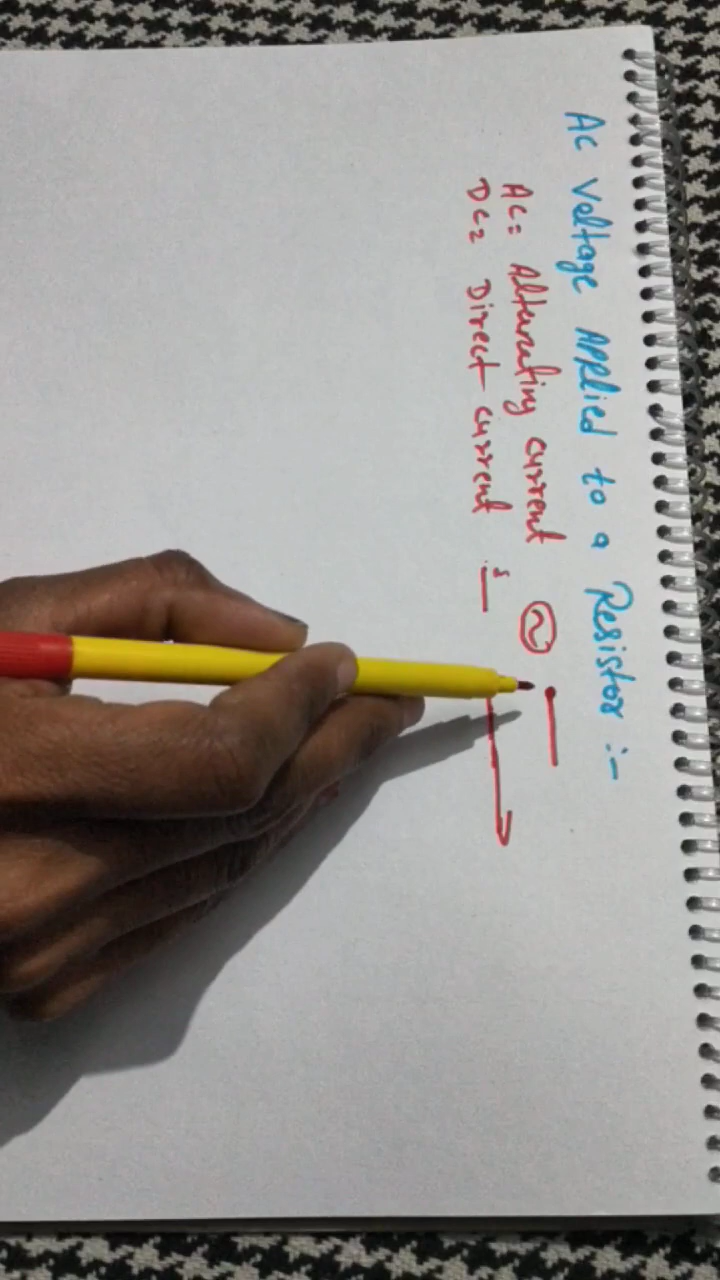 Ac voltage Applied to a Resistor :-
AC = Alternating current
DC = Direct current